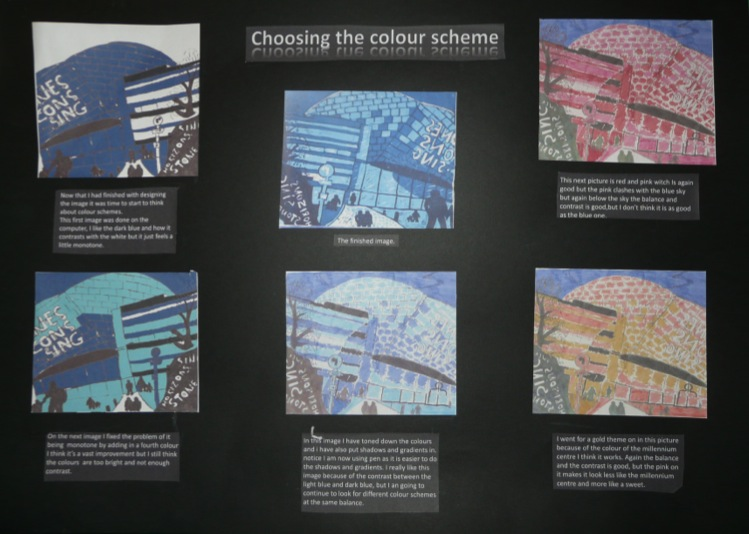 Choosing the colour scheme
Now that I had finished with designing
the image it was time to start to think
about colour schemes.
This first image was done on the
computer, I like the dark blue and how it
contrasts with the white but it just feels a
little monotone.
The finished image.
This next picture is red and pink witch is again
good but the pink clashes with the blue sky
but again below the sky the balance and
contrast is good,but I don't think it is as good
as the blue one.
On the next image I fixed the problem of it
being monotone by adding in a fourth colour
I think it's a vast improvement but I still think
the colours are too bright and not enough
contrast.
In this image I have toned down the colours
and i have also put shadows and gradients in,
notice I am now using pen as it is easier to do
the shadows and gradients. I really like this
image because of the contrast between the
light blue and dark blue, but I an going to
continue to look for different colour schemes
at the same balance.
I went for a gold theme on in this picture
because of the colour of the millennium
centre I think it works. Again the balance
and the contrast is good, but the pink on
it makes it look less like the millennium
centre and more like a sweet.
UES
ONS
SING
HORIZONS
STONE